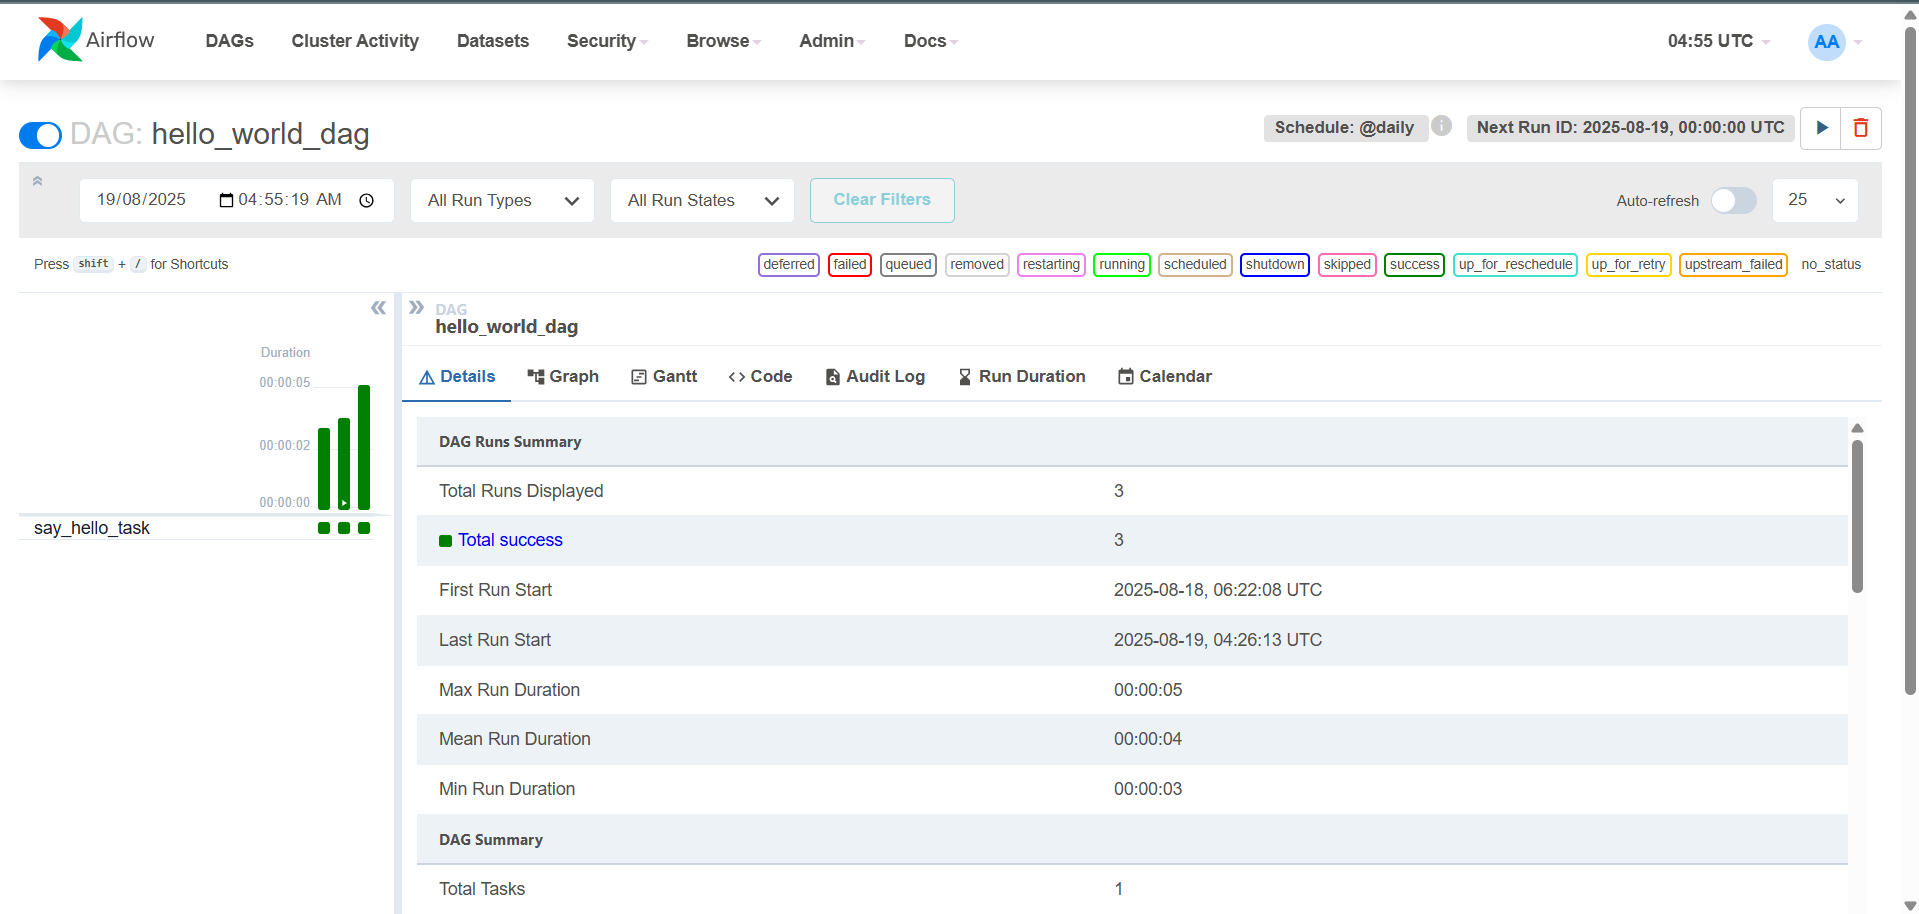 Airflow DAGs Cluster Activity Datasets Security Browse Admin Docs 04:55 UTC AA
DAG: hello_world_dag Schedule: @daily i Next Run ID: 2025-08-19, 00:00:00 UTC
19/08/2025 04:55:19 AM All Run Types All Run States Clear Filters Auto-refresh 25
Press shift + / for Shortcuts deferred failed queued removed restarting running scheduled shutdown skipped success up_for_reschedule up_for_retry upstream_failed no_status
DAG
hello_world_dag
Duration
00:00:05
00:00:02
00:00:00
say_hello_task
Details Graph Gantt Code Audit Log Run Duration Calendar
DAG Runs Summary
Total Runs Displayed 3
Total success 3
First Run Start 2025-08-18, 06:22:08 UTC
Last Run Start 2025-08-19, 04:26:13 UTC
Max Run Duration 00:00:05
Mean Run Duration 00:00:04
Min Run Duration 00:00:03
DAG Summary
Total Tasks 1